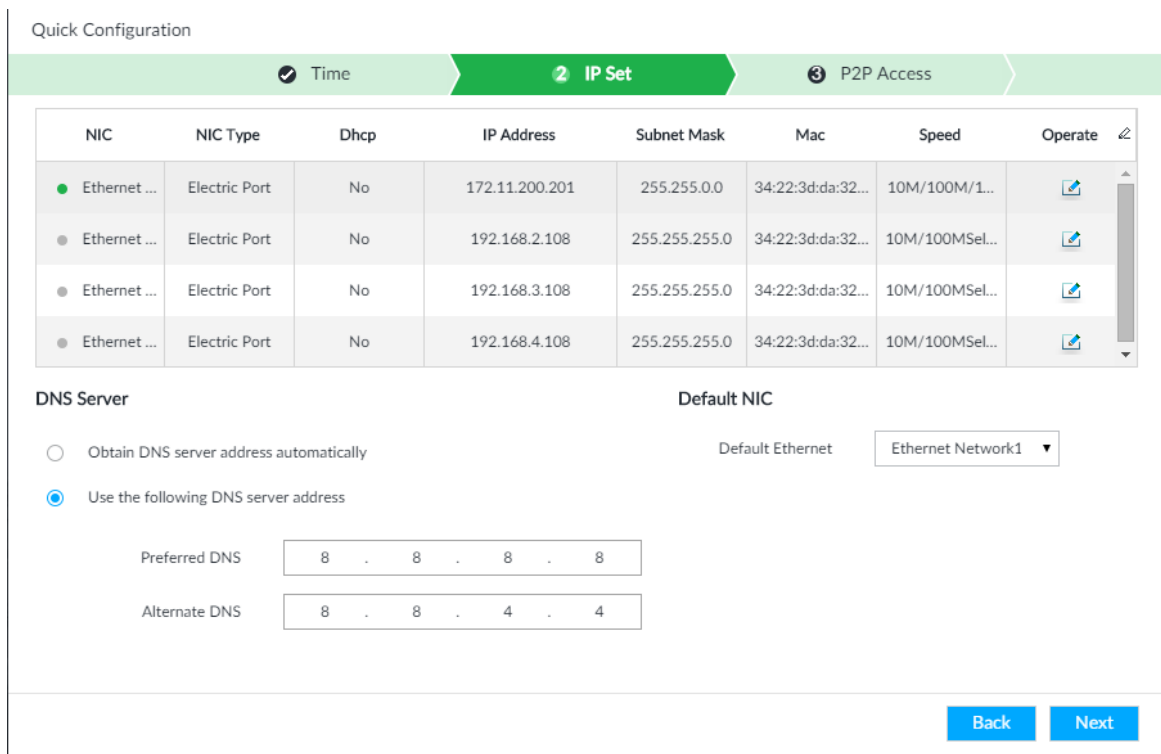 Quick Configuration
Time 2 IP Set 3 P2P Access
NIC NIC Type Dhcp IP Address Subnet Mask Mac Speed Operate
Ethernet ... Electric Port No 172.11.200.201 255.255.0.0 34:22:3d:da:32... 10M/100M/1...
Ethernet ... Electric Port No 192.168.2.108 255.255.255.0 34:22:3d:da:32... 10M/100MSel...
Ethernet ... Electric Port No 192.168.3.108 255.255.255.0 34:22:3d:da:32... 10M/100MSel...
Ethernet ... Electric Port No 192.168.4.108 255.255.255.0 34:22:3d:da:32... 10M/100MSel...
DNS Server Default NIC
Obtain DNS server address automatically Default Ethernet Ethernet Network1
Use the following DNS server address
Preferred DNS 8 . 8 . 8 . 8
Alternate DNS 8 . 8 . 4 . 4
Back Next